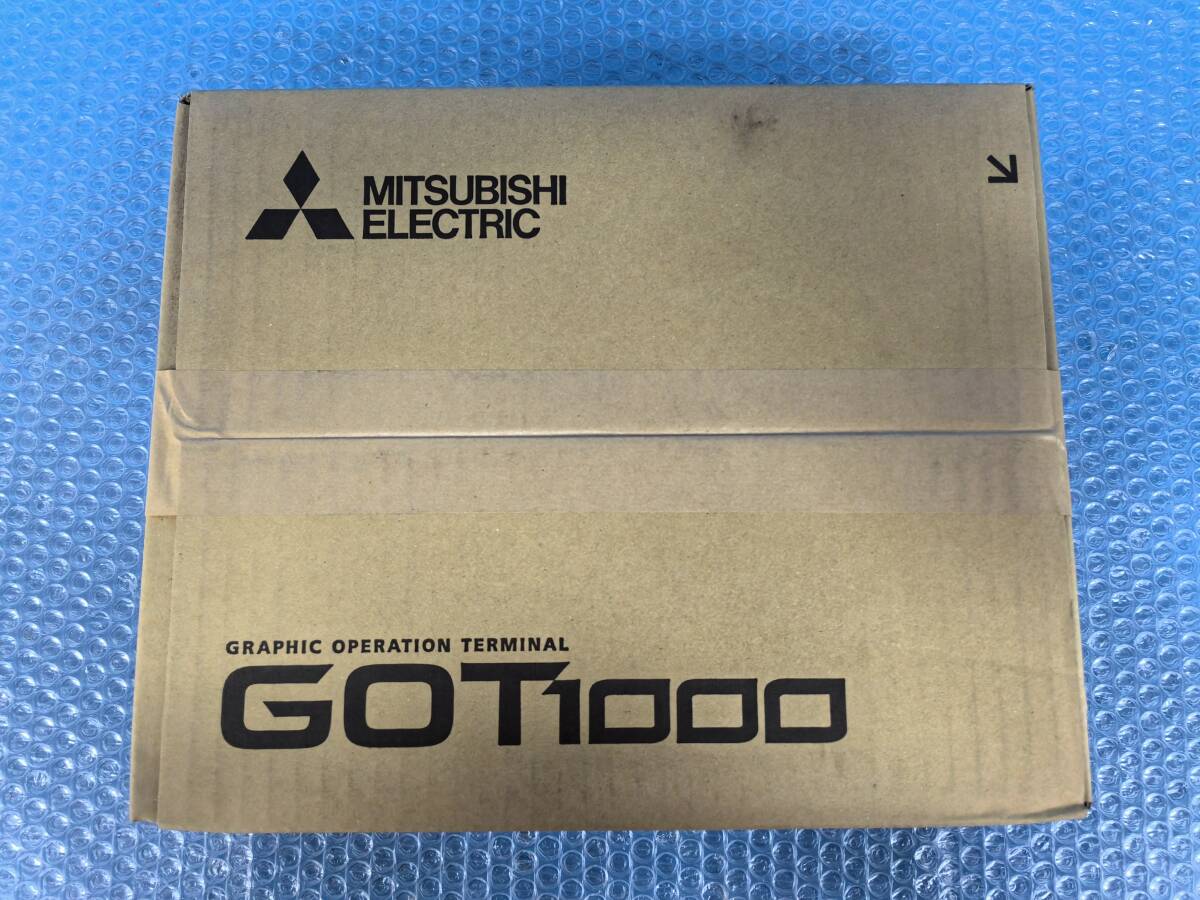 MITSUBISHI
ELECTRIC
GRAPHIC OPERATION TERMINAL
GOT1000